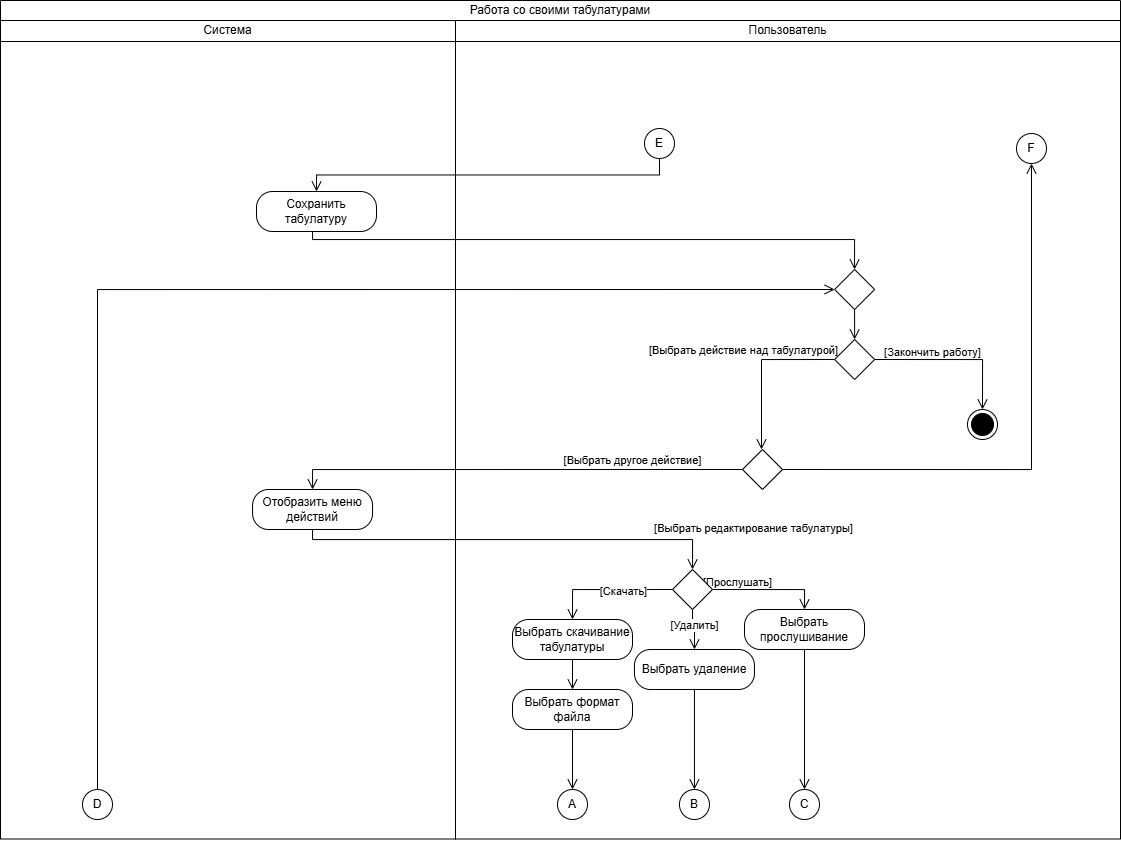 Работа со своими табулатурами
Система
Пользователь
E
F
Сохранить
табулатуру
[Выбрать действие над табулатурой]
[Закончить работу]
[Выбрать другое действие]
Отобразить меню
действий
[Выбрать редактирование табулатуры]
[Прослушать]
[Скачать]
Выбрать
прослушивание
[Удалить]
Выбрать скачивание
табулатуры
Выбрать удаление
Выбрать формат
файла
D
A
B
C